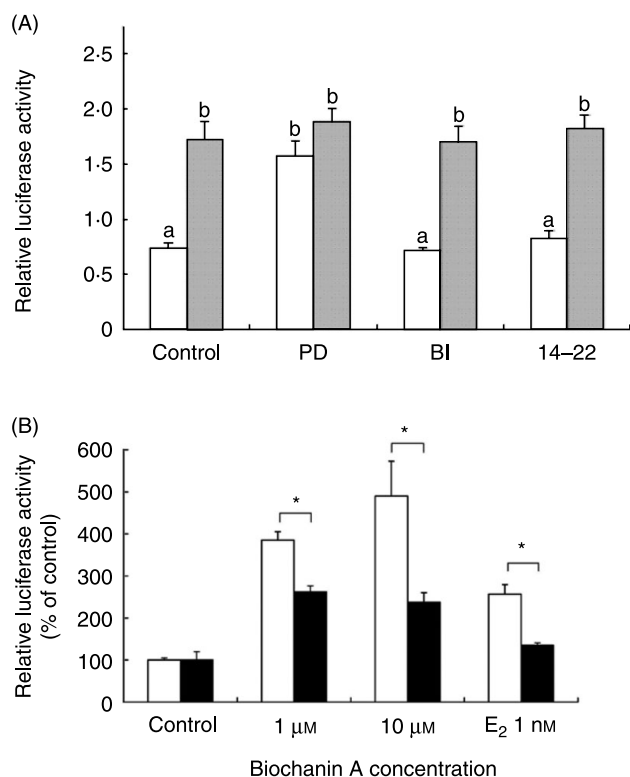 (A)
Relative luciferase activity
2·5
2·0
1·5
1·0
0·5
0
a
b
b
b
a
b
a
b
Control
PD
BI
14–22
(B)
Relative luciferase activity
(% of control)
600
500
400
300
200
100
0
*
*
*
Control
1 μM
10 μM
E₂ 1 nM
Biochanin A concentration